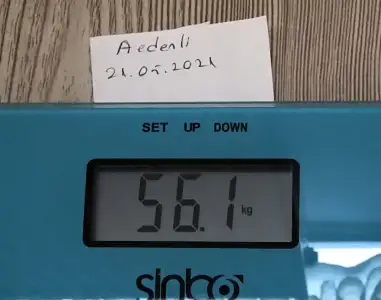 Aedenli
21.05.2021
SET UP DOWN
56.1 kg
sinbo